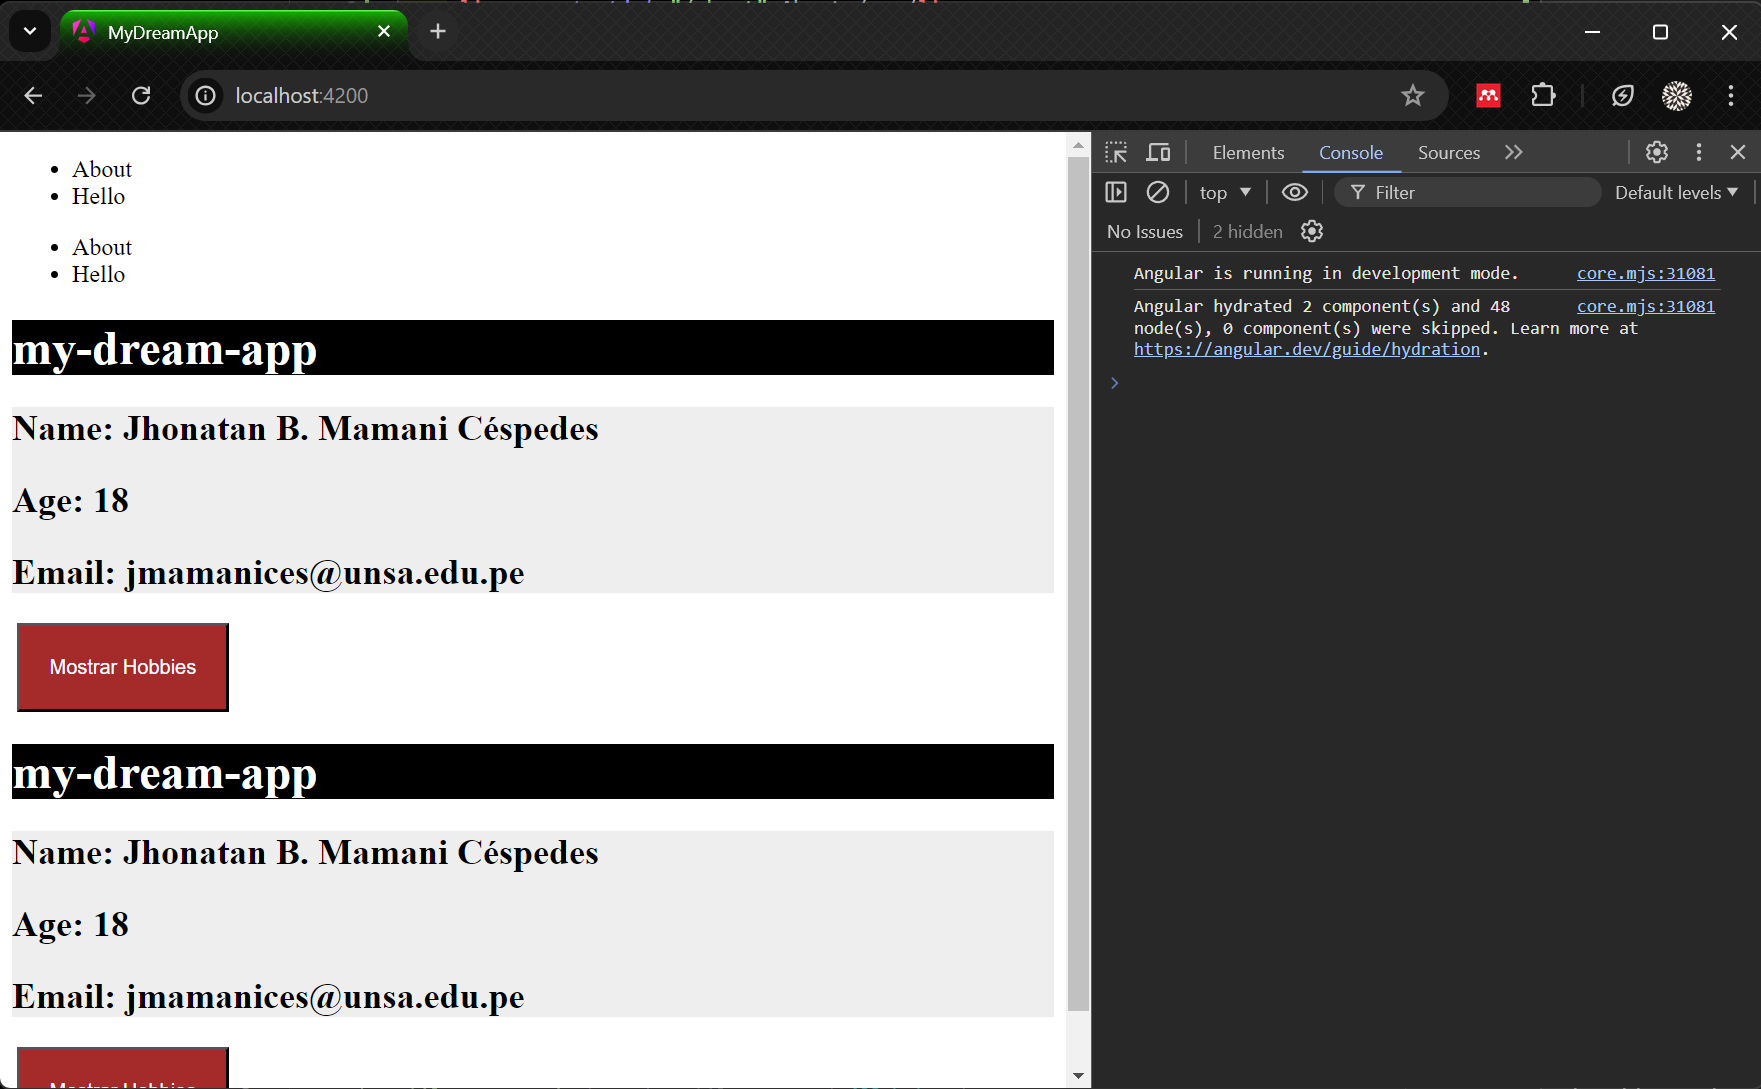 MyDreamApp
localhost:4200
About
Hello
About
Hello
my-dream-app
Name: Jhonatan B. Mamani Céspedes
Age: 18
Email: jmamanices@unsa.edu.pe
Mostrar Hobbies
my-dream-app
Name: Jhonatan B. Mamani Céspedes
Age: 18
Email: jmamanices@unsa.edu.pe
Elements Console Sources
top Filter Default levels
No Issues 2 hidden
Angular is running in development mode. core.mjs:31081
Angular hydrated 2 component(s) and 48 core.mjs:31081
node(s), 0 component(s) were skipped. Learn more at
https://angular.dev/guide/hydration.